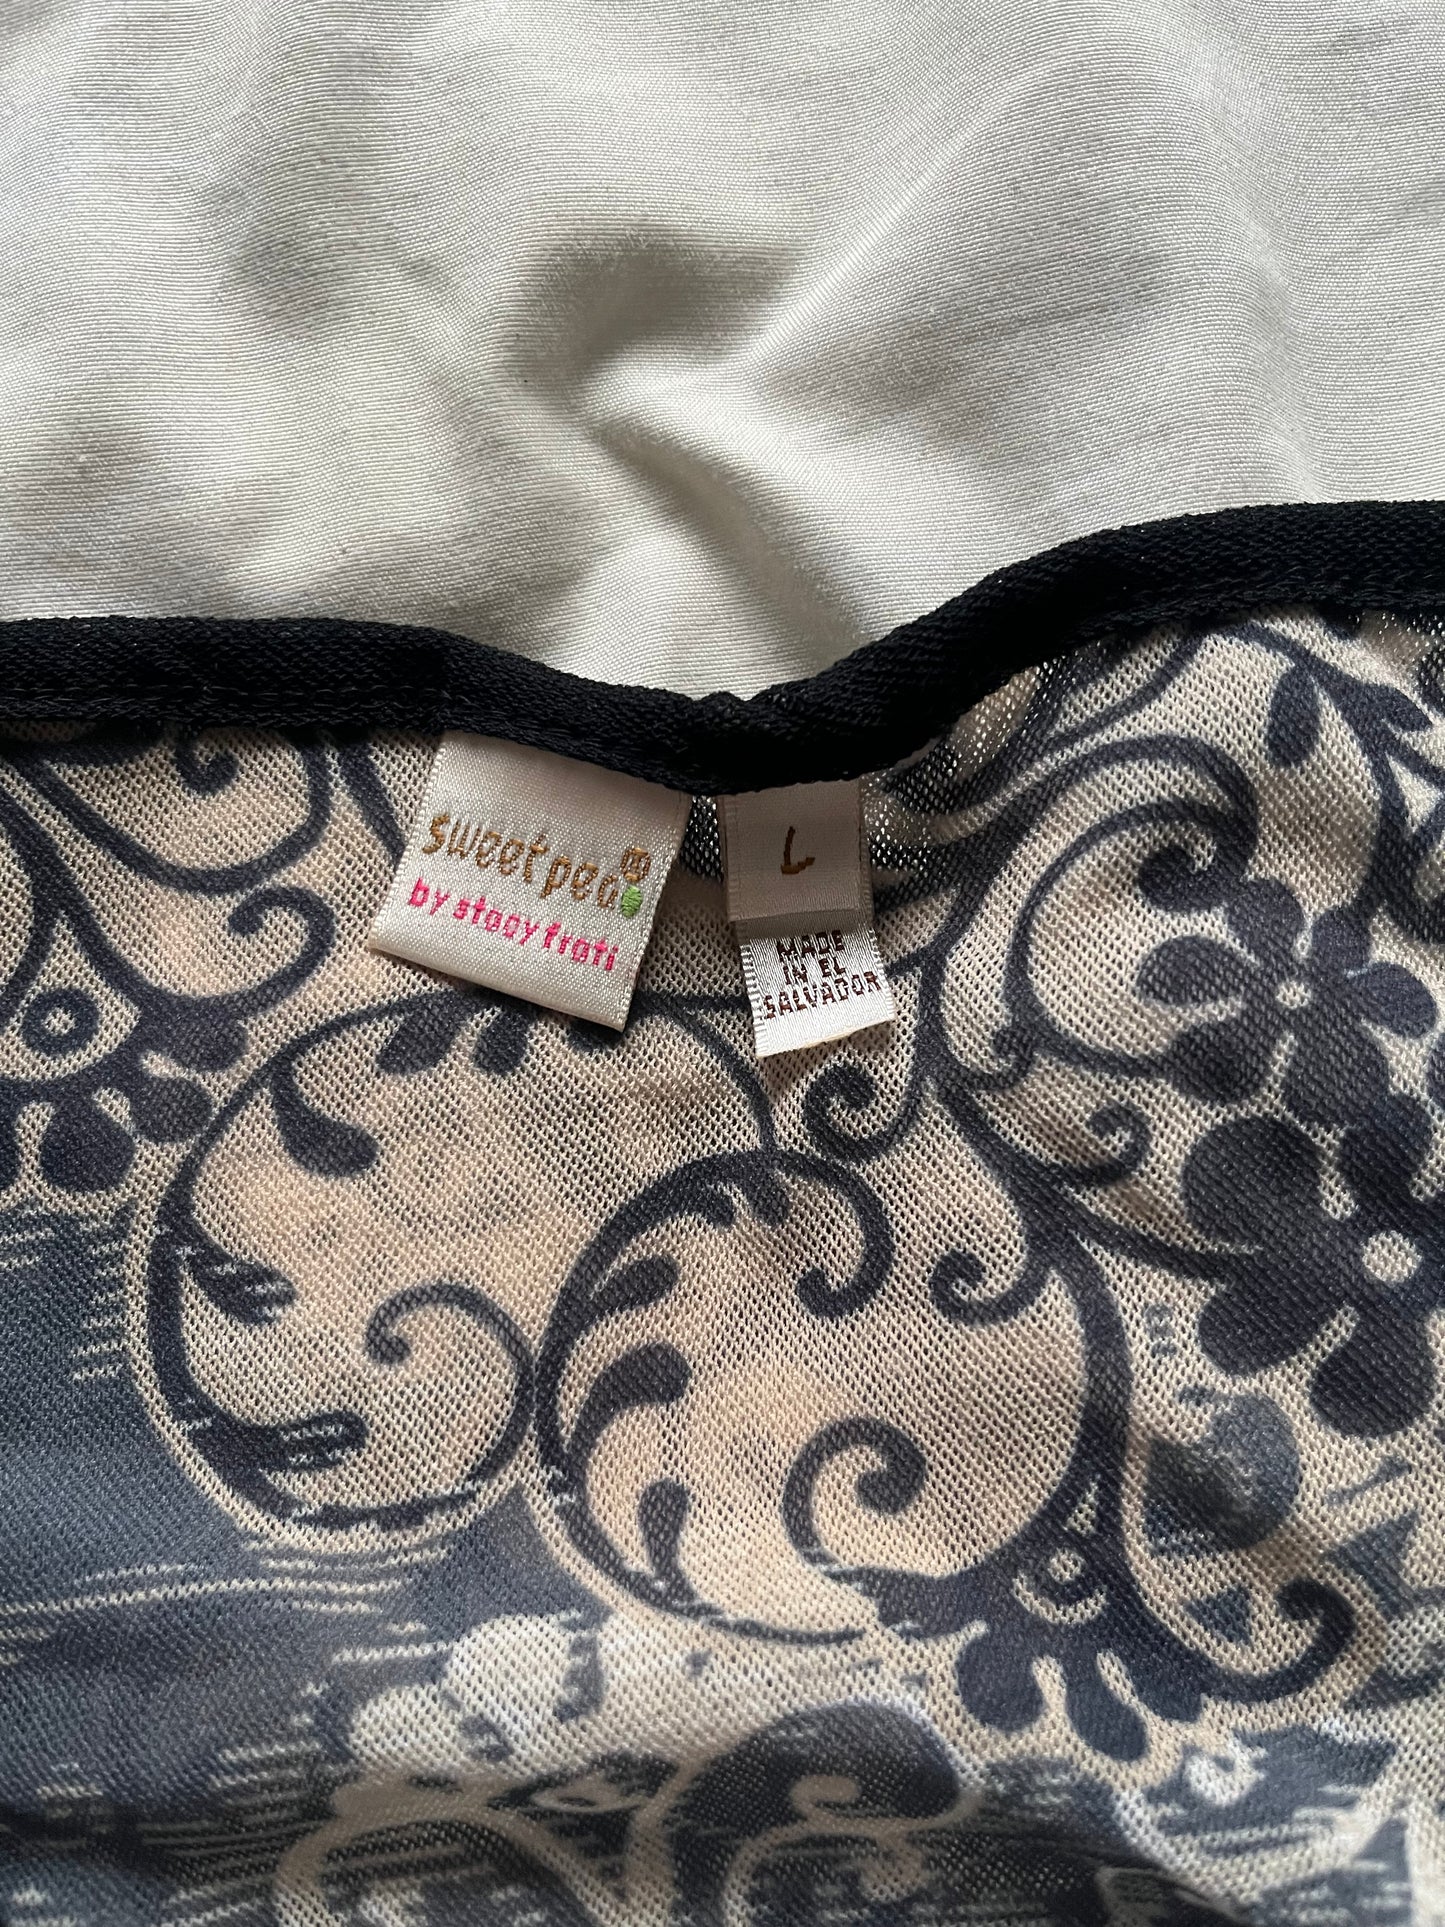 sweet pea
by stacy frati
L
MADE
IN EL
SALVADOR